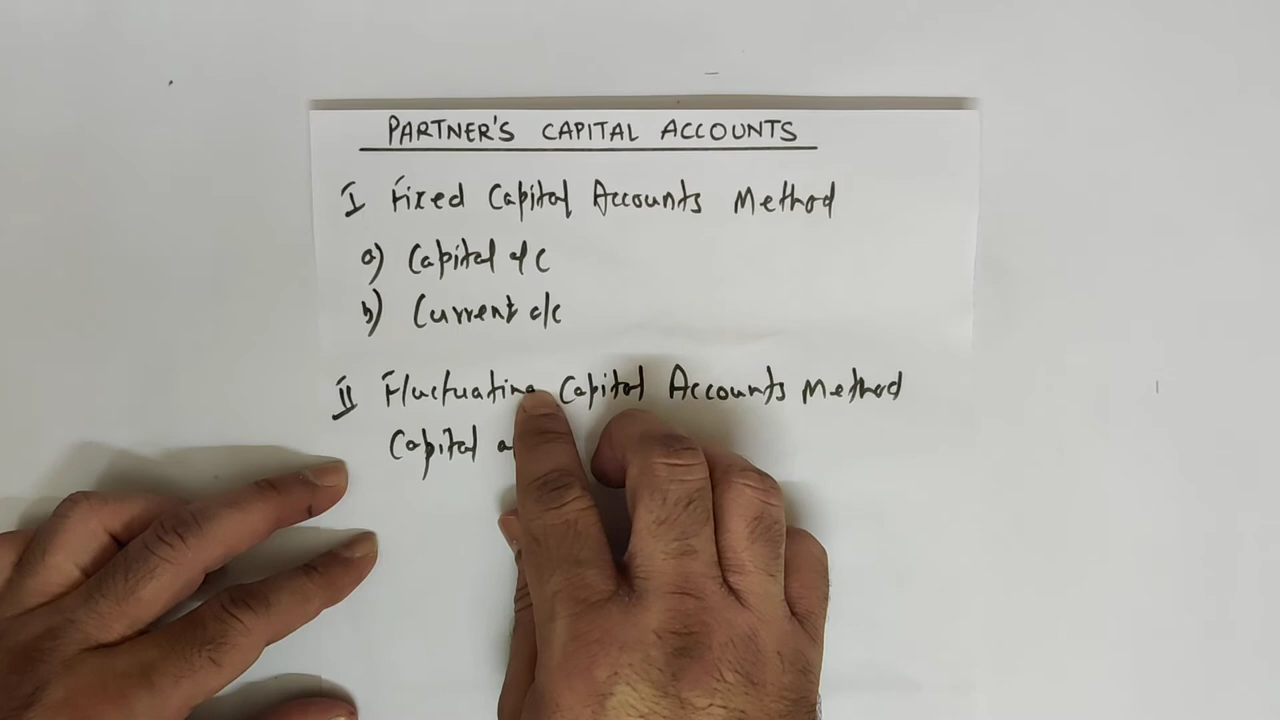 PARTNER'S CAPITAL ACCOUNTS
I Fixed Capital Accounts Method
a) Capital a/c
b) Current a/c
II Fluctuating Capital Accounts Method
Capital